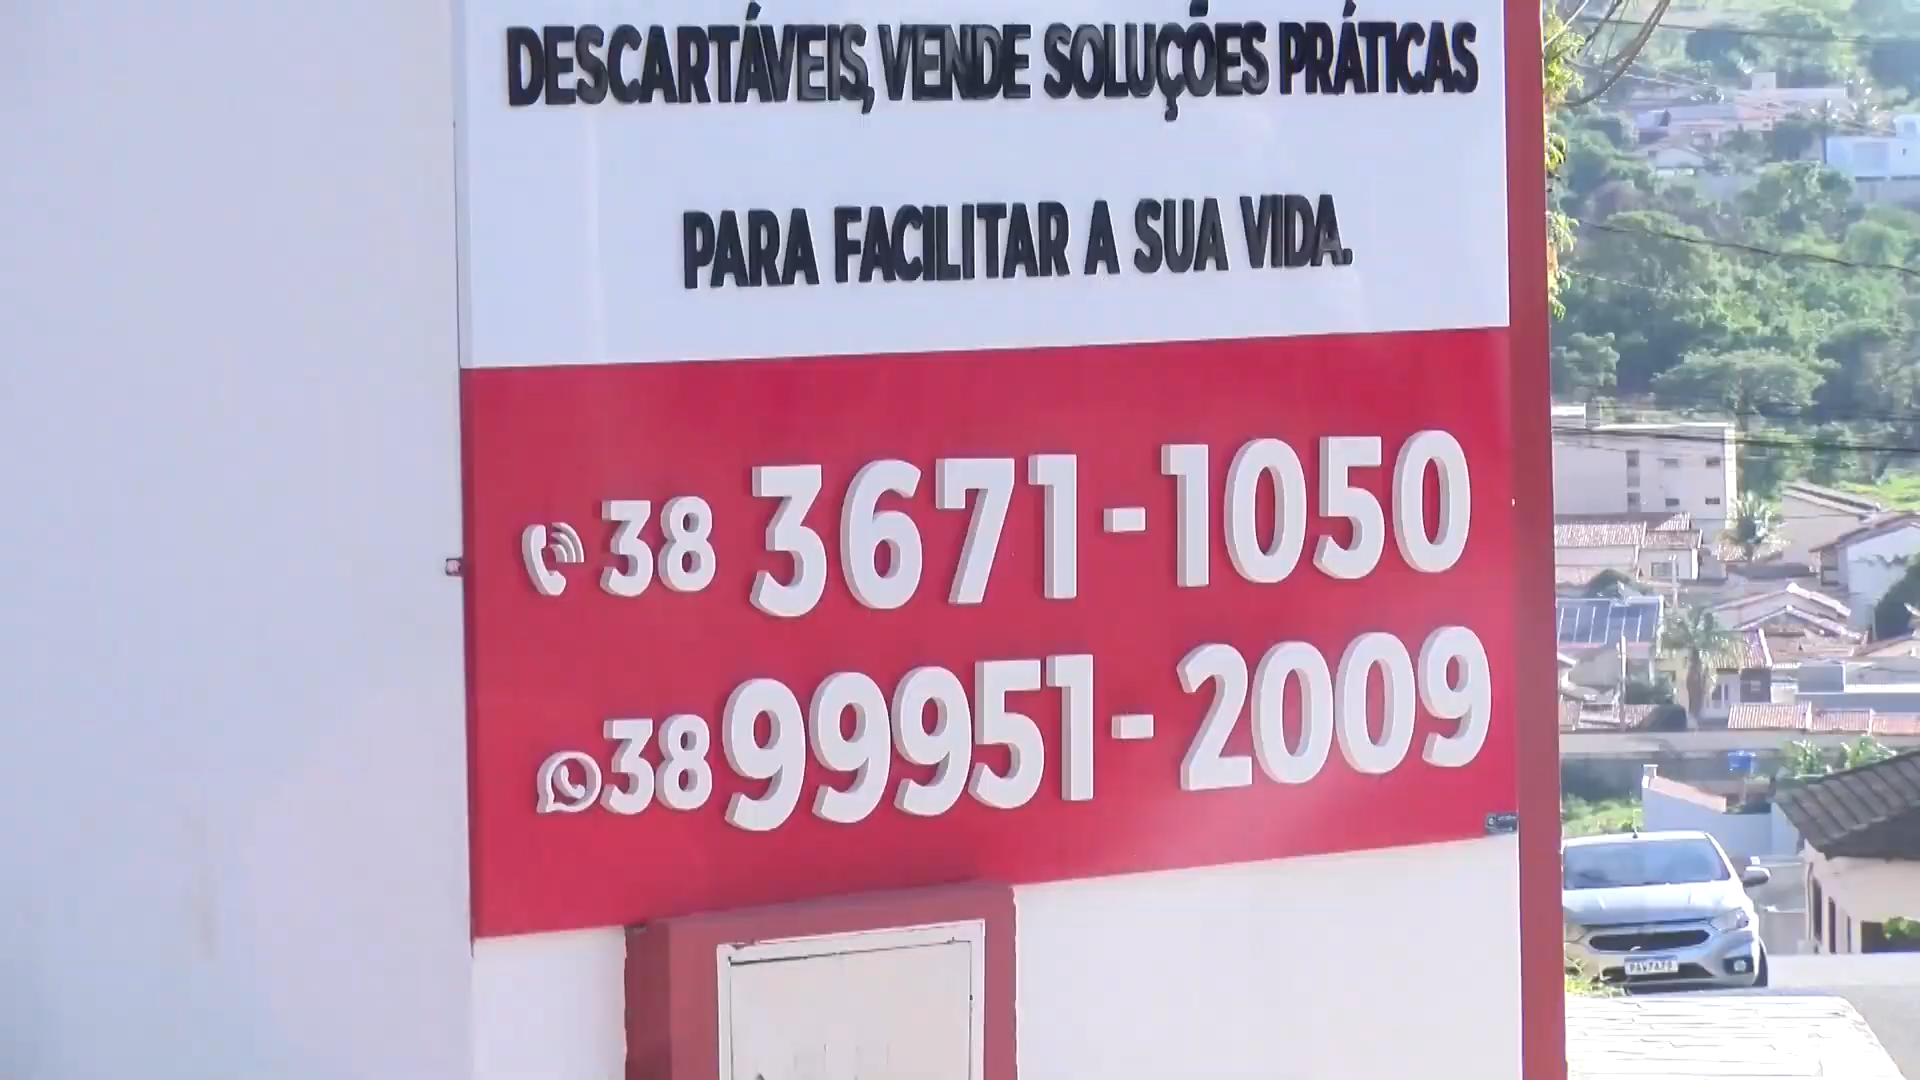 DESCARTÁVEIS, VENDE SOLUÇÕES PRÁTICAS
PARA FACILITAR A SUA VIDA.
38 3671-1050
38 99951-2009